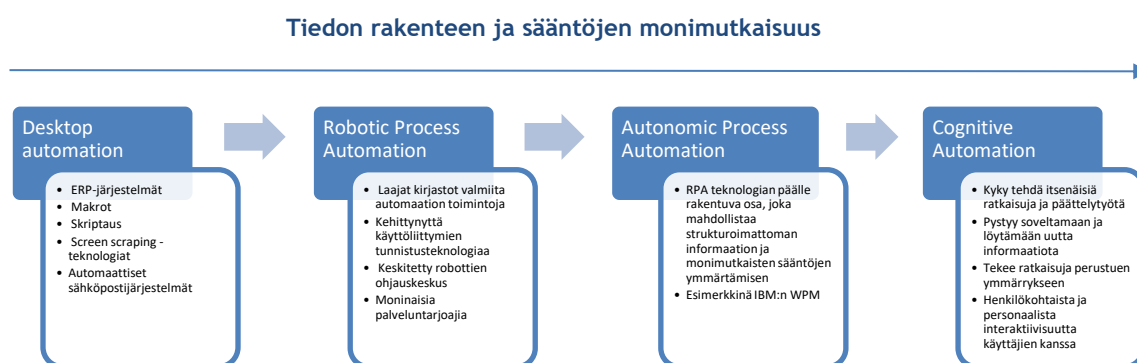 Tiedon rakenteen ja sääntöjen monimutkaisuus
Desktop
automation
• ERP-järjestelmät
• Makrot
• Skriptaus
• Screen scraping -
teknologiat
• Automaattiset
sähköpostijärjestelmät
Robotic Process
Automation
• Laajat kirjastot valmiita
automaation toimintoja
• Kehittynyttä
käyttöliittymien
tunnistusteknologiaa
• Keskitetty robottien
ohjauskeskus
• Moninaisia
palveluntarjoajia
Autonomic Process
Automation
• RPA teknologian päälle
rakentuva osa, joka
mahdollistaa
strukturoimattoman
informaation ja
monimutkaisten sääntöjen
ymmärtämisen
• Esimerkkinä IBM:n WPM
Cognitive
Automation
• Kyky tehdä itsenäisiä
ratkaisuja ja päättelytyötä
• Pystyy soveltamaan ja
löytämään uutta
informaatiota
• Tekee ratkaisuja perustuen
ymmärrykseen
• Henkilökohtaista ja
personaalista
interaktiivisuutta
käyttäjien kanssa